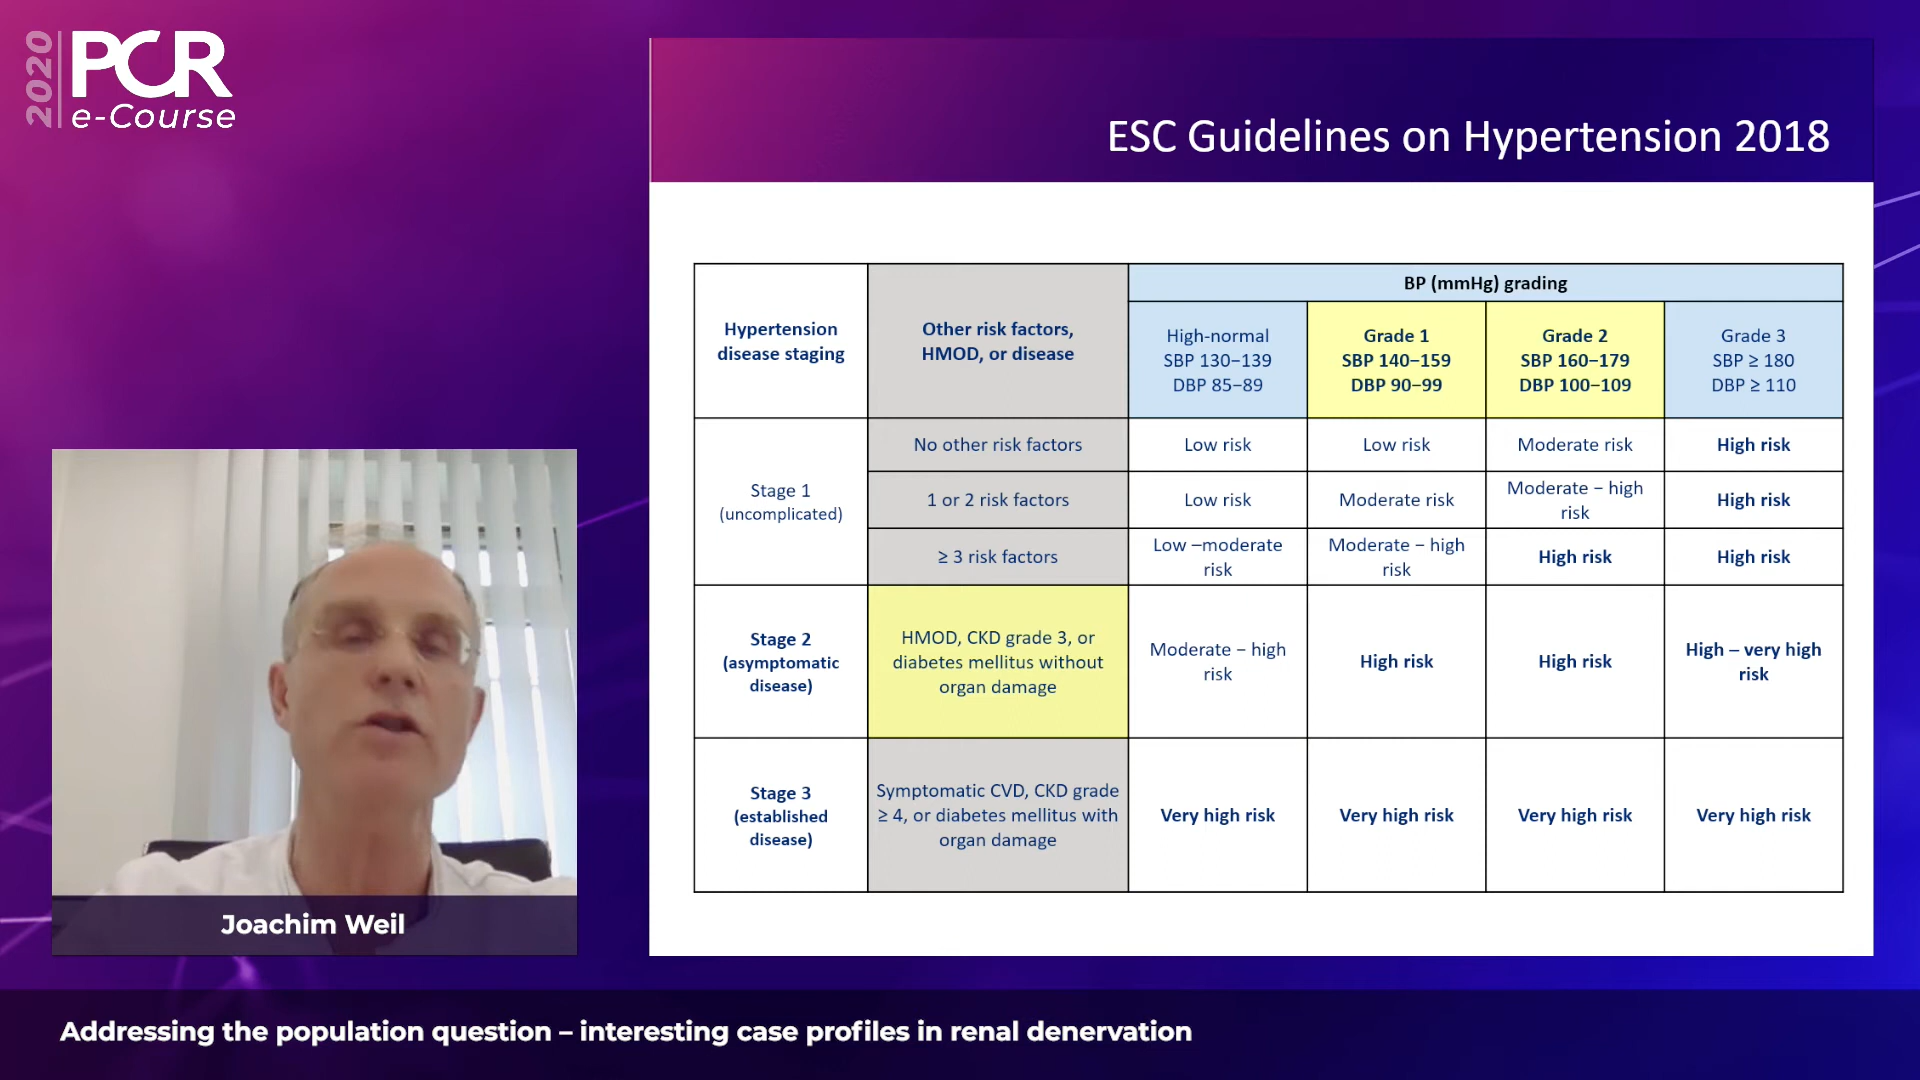 2020
PCR
e-Course
ESC Guidelines on Hypertension 2018
Hypertension
disease staging
Other risk factors,
HMOD, or disease
BP (mmHg) grading
High-normal
SBP 130−139
DBP 85−89
Grade 1
SBP 140−159
DBP 90−99
Grade 2
SBP 160−179
DBP 100−109
Grade 3
SBP ≥ 180
DBP ≥ 110
Stage 1
(uncomplicated)
No other risk factors
Low risk
Low risk
Moderate risk
High risk
1 or 2 risk factors
Low risk
Moderate risk
Moderate − high
risk
High risk
≥ 3 risk factors
Low –moderate
risk
Moderate − high
risk
High risk
High risk
Stage 2
(asymptomatic
disease)
HMOD, CKD grade 3, or
diabetes mellitus without
organ damage
Moderate − high
risk
High risk
High risk
High – very high
risk
Stage 3
(established
disease)
Symptomatic CVD, CKD grade
≥ 4, or diabetes mellitus with
organ damage
Very high risk
Very high risk
Very high risk
Very high risk
Joachim Weil
Addressing the population question – interesting case profiles in renal denervation